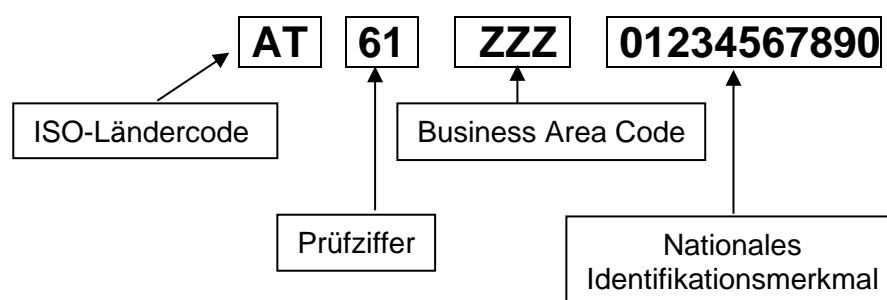 AT 61 ZZZ 01234567890
ISO-Ländercode Business Area Code
Prüfziffer Nationales
Identifikationsmerkmal